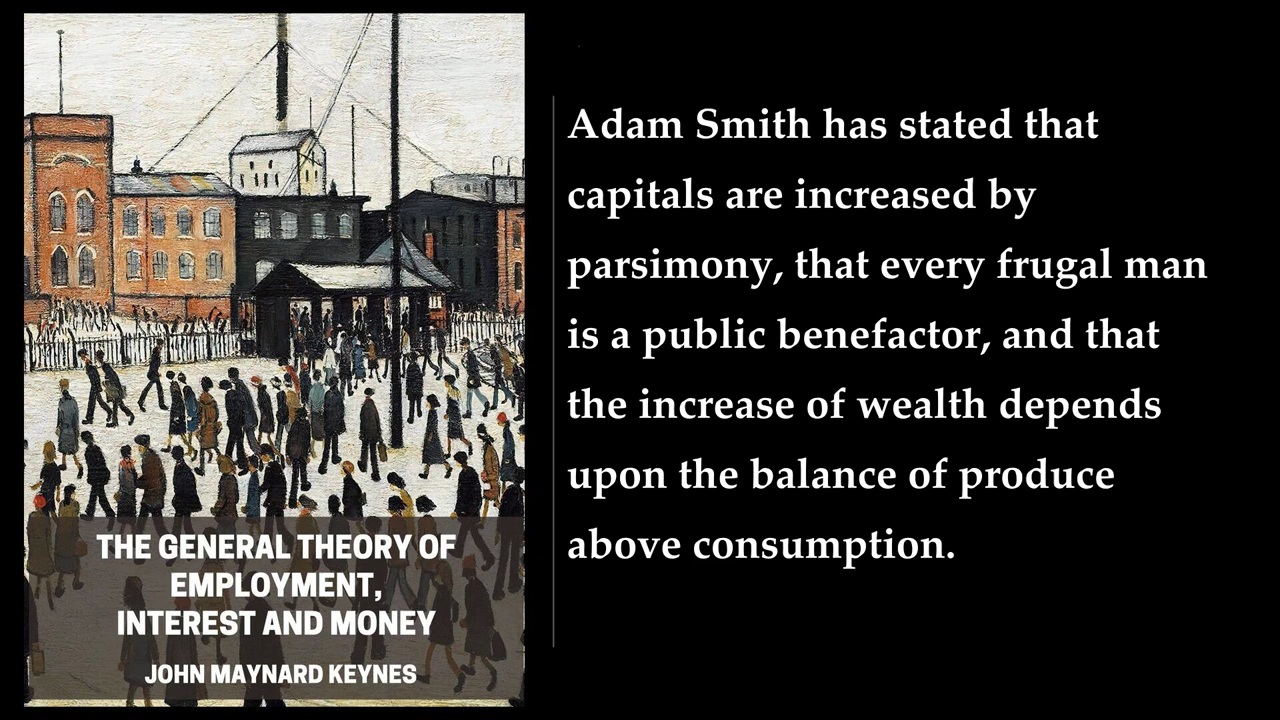 THE GENERAL THEORY OF
EMPLOYMENT,
INTEREST AND MONEY
JOHN MAYNARD KEYNES
Adam Smith has stated that
capitals are increased by
parsimony, that every frugal man
is a public benefactor, and that
the increase of wealth depends
upon the balance of produce
above consumption.